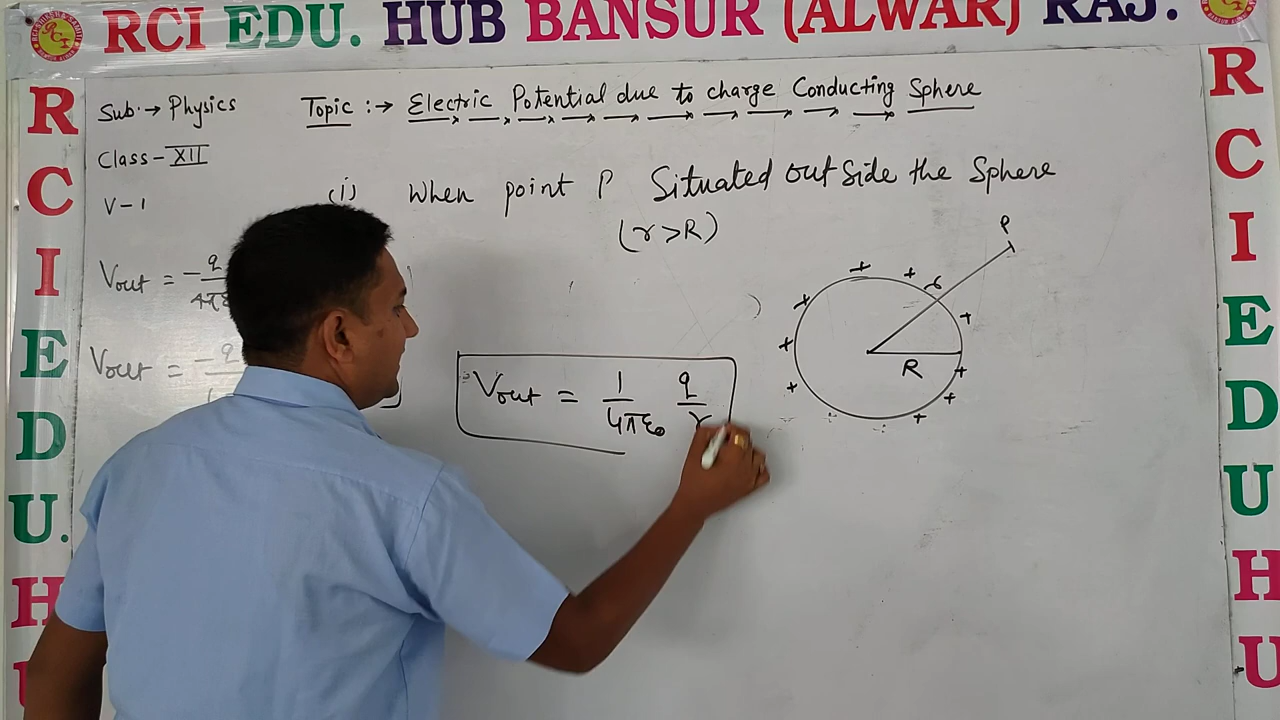 RCI EDU. HUB BANSUR (ALWAR) RAJ.
R
C
I
E
D
U.
H
R
C
I
E
D
U
H
U
Sub :→ Physics
Class - XII
V - 1
Topic :→ Electric Potential due to charge Conducting Sphere
(i) When point P Situated out Side the Sphere
(r > R)
Vout = -q
4πε
Vout = -q
Vout = 1/4πε₀ q/r
P
r
R
+ + + + + + + + + +